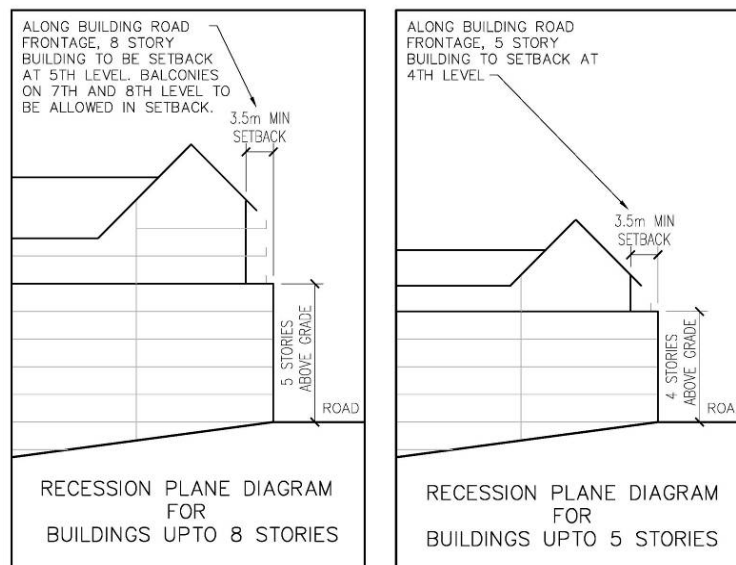 ALONG BUILDING ROAD
FRONTAGE, 8 STORY
BUILDING TO BE SETBACK
AT 5TH LEVEL. BALCONIES
ON 7TH AND 8TH LEVEL TO
BE ALLOWED IN SETBACK.
3.5m MIN
SETBACK
5 STORIES
ABOVE GRADE
ROAD
RECESSION PLANE DIAGRAM
FOR
BUILDINGS UPTO 8 STORIES
ALONG BUILDING ROAD
FRONTAGE, 5 STORY
BUILDING TO SETBACK AT
4TH LEVEL
3.5m MIN
SETBACK
4 STORIES
ABOVE GRADE
ROA
RECESSION PLANE DIAGRAM
FOR
BUILDINGS UPTO 5 STORIES